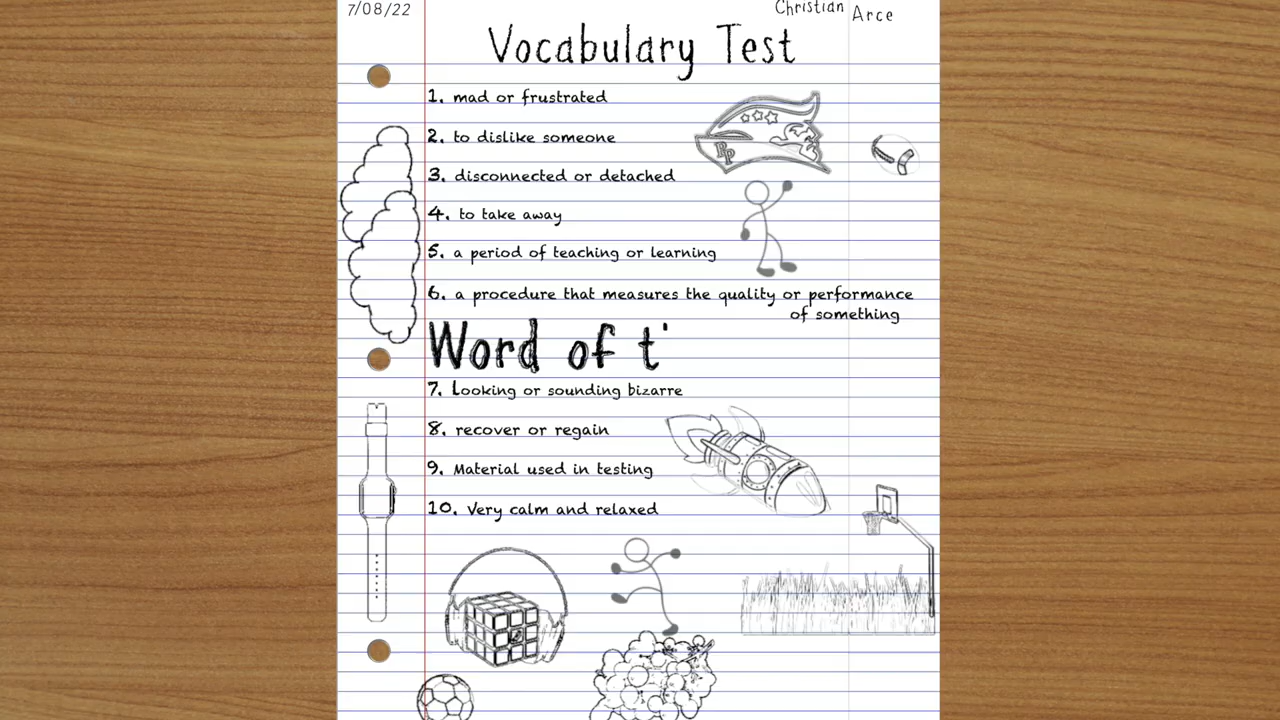 7/08/22
Christian Arce
Vocabulary Test
1. mad or frustrated
2. to dislike someone
PP
3. disconnected or detached
4. to take away
5. a period of teaching or learning
6. a procedure that measures the quality or performance
of something
Word of t'
7. Looking or sounding bizarre
8. recover or regain
9. Material used in testing
10. Very calm and relaxed